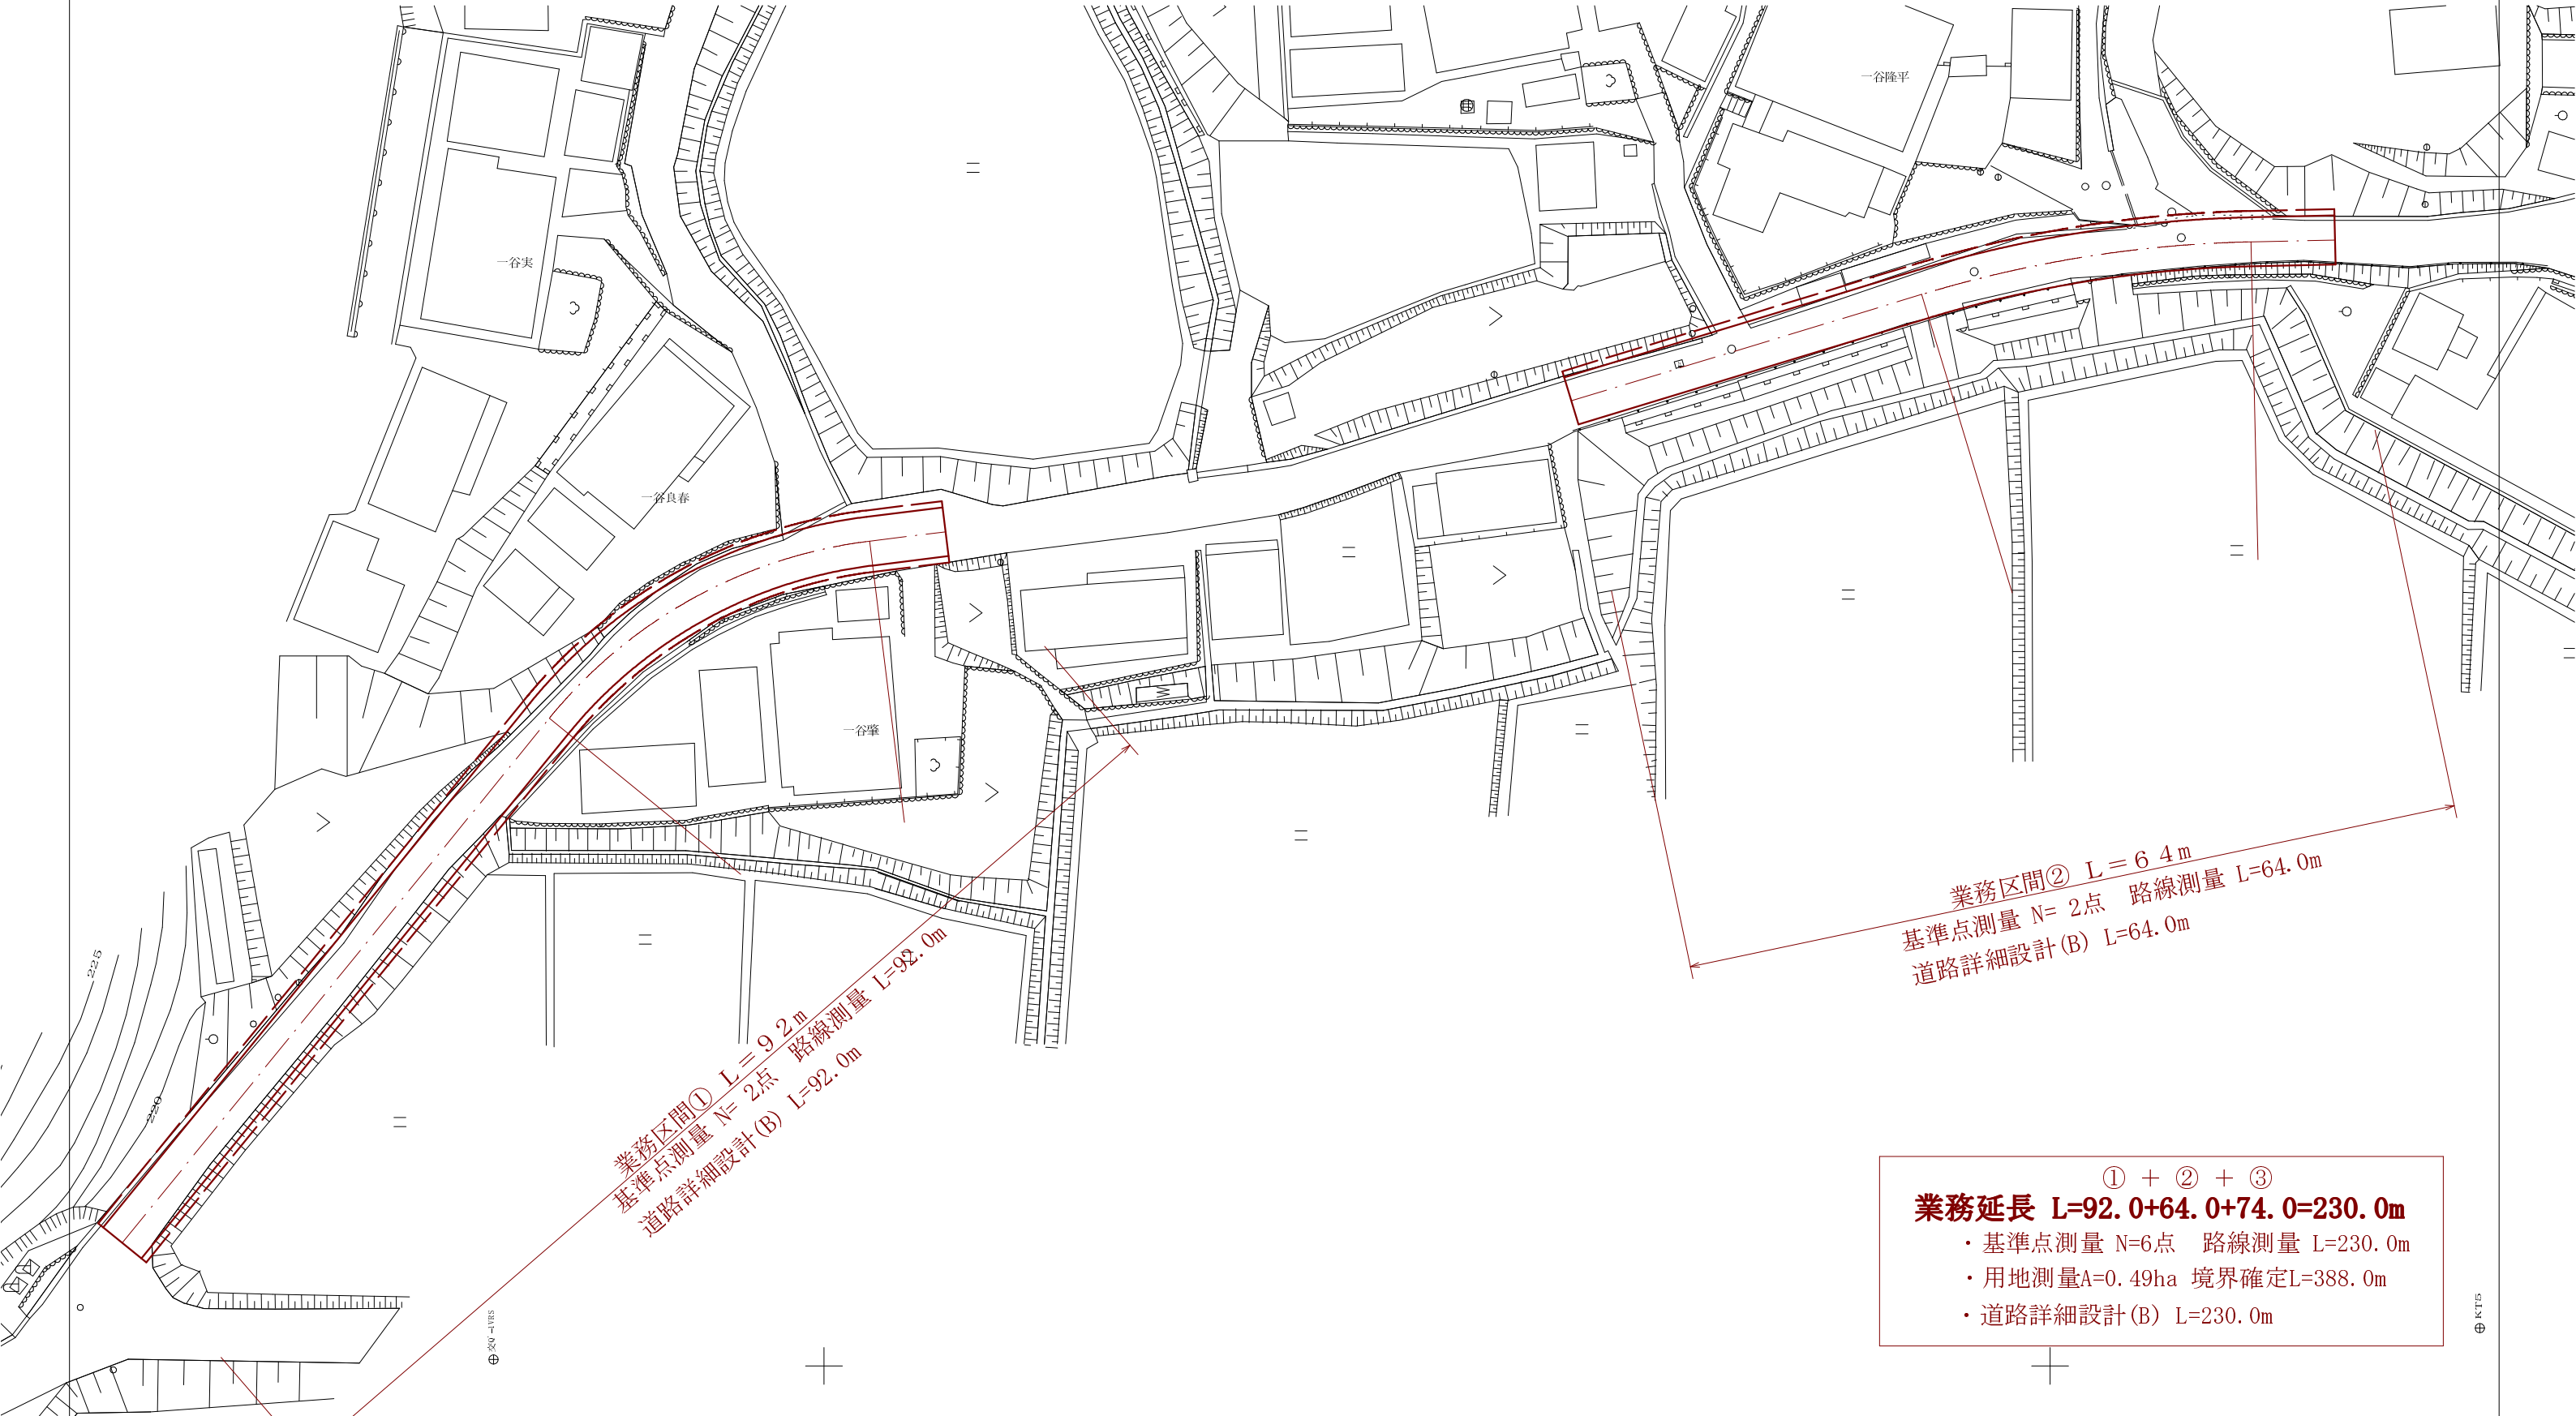 一谷隆平
一谷実
一谷良春
一谷肇
225
220
業務区間① L=92m
基準点測量 N= 2点　路線測量 L=92.0m
道路詳細設計(B) L=92.0m
業務区間② L=64m
基準点測量 N= 2点　路線測量 L=64.0m
道路詳細設計(B) L=64.0m
① + ② + ③
業務延長 L=92.0+64.0+74.0=230.0m
・基準点測量 N=6点　路線測量 L=230.0m
・用地測量A=0.49ha 境界確定L=388.0m
・道路詳細設計(B) L=230.0m
KT5